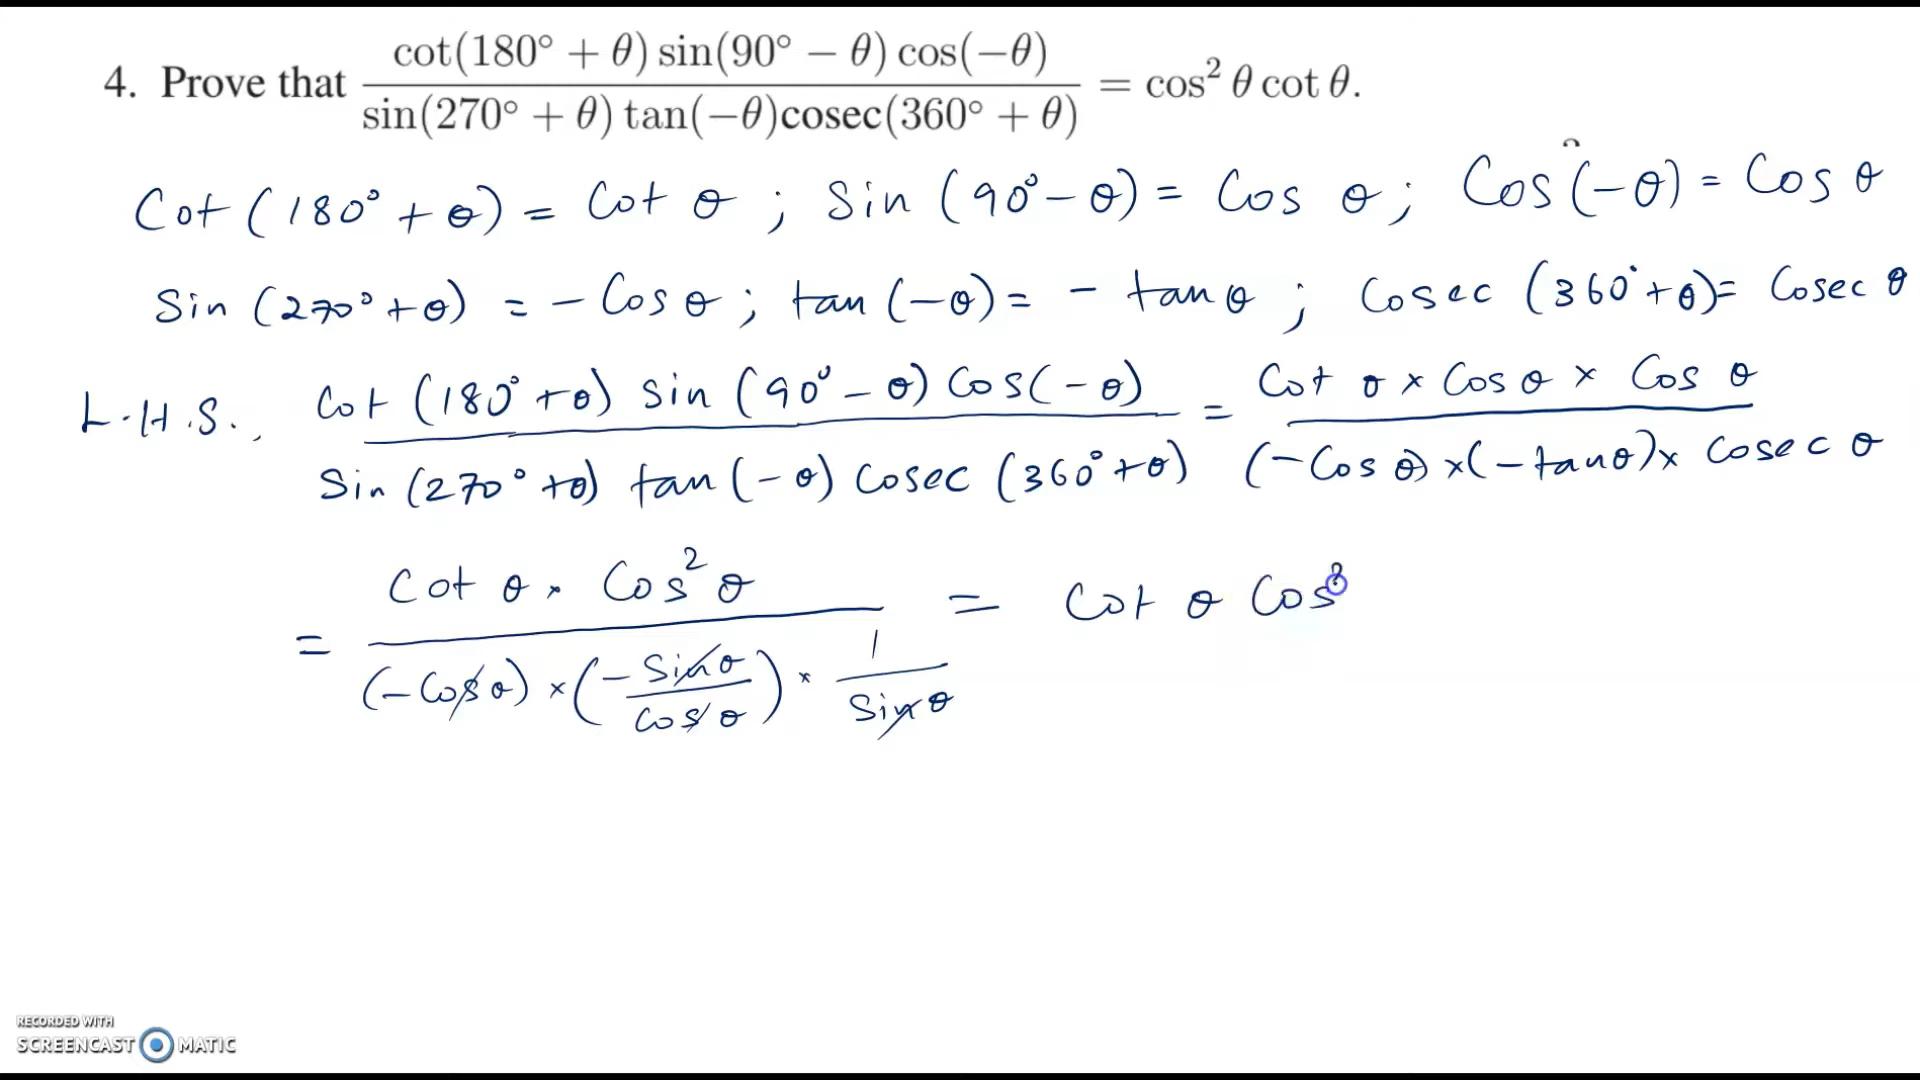 4. Prove that cot(180° + θ) sin(90° − θ) cos(−θ) / sin(270° + θ) tan(−θ)cosec(360° + θ) = cos² θ cot θ.
Cot (180° + θ) = Cot θ ; Sin (90° − θ) = Cos θ ; Cos (−θ) = Cos θ
Sin (270° + θ) = − Cos θ ; tan (−θ) = − tan θ ; Cosec (360° + θ) = Cosec θ
L.H.S., Cot (180° + θ) Sin (90° − θ) Cos (−θ) / Sin (270° + θ) tan (−θ) Cosec (360° + θ) = Cot θ × Cos θ × Cos θ / (−Cos θ) × (−tan θ) × Cosec θ
= Cot θ × Cos² θ / (−Cos θ) × (−Sin θ / Cos θ) × 1 / Sin θ = Cot θ Cos²
RECORDED WITH
SCREENCAST MATIC